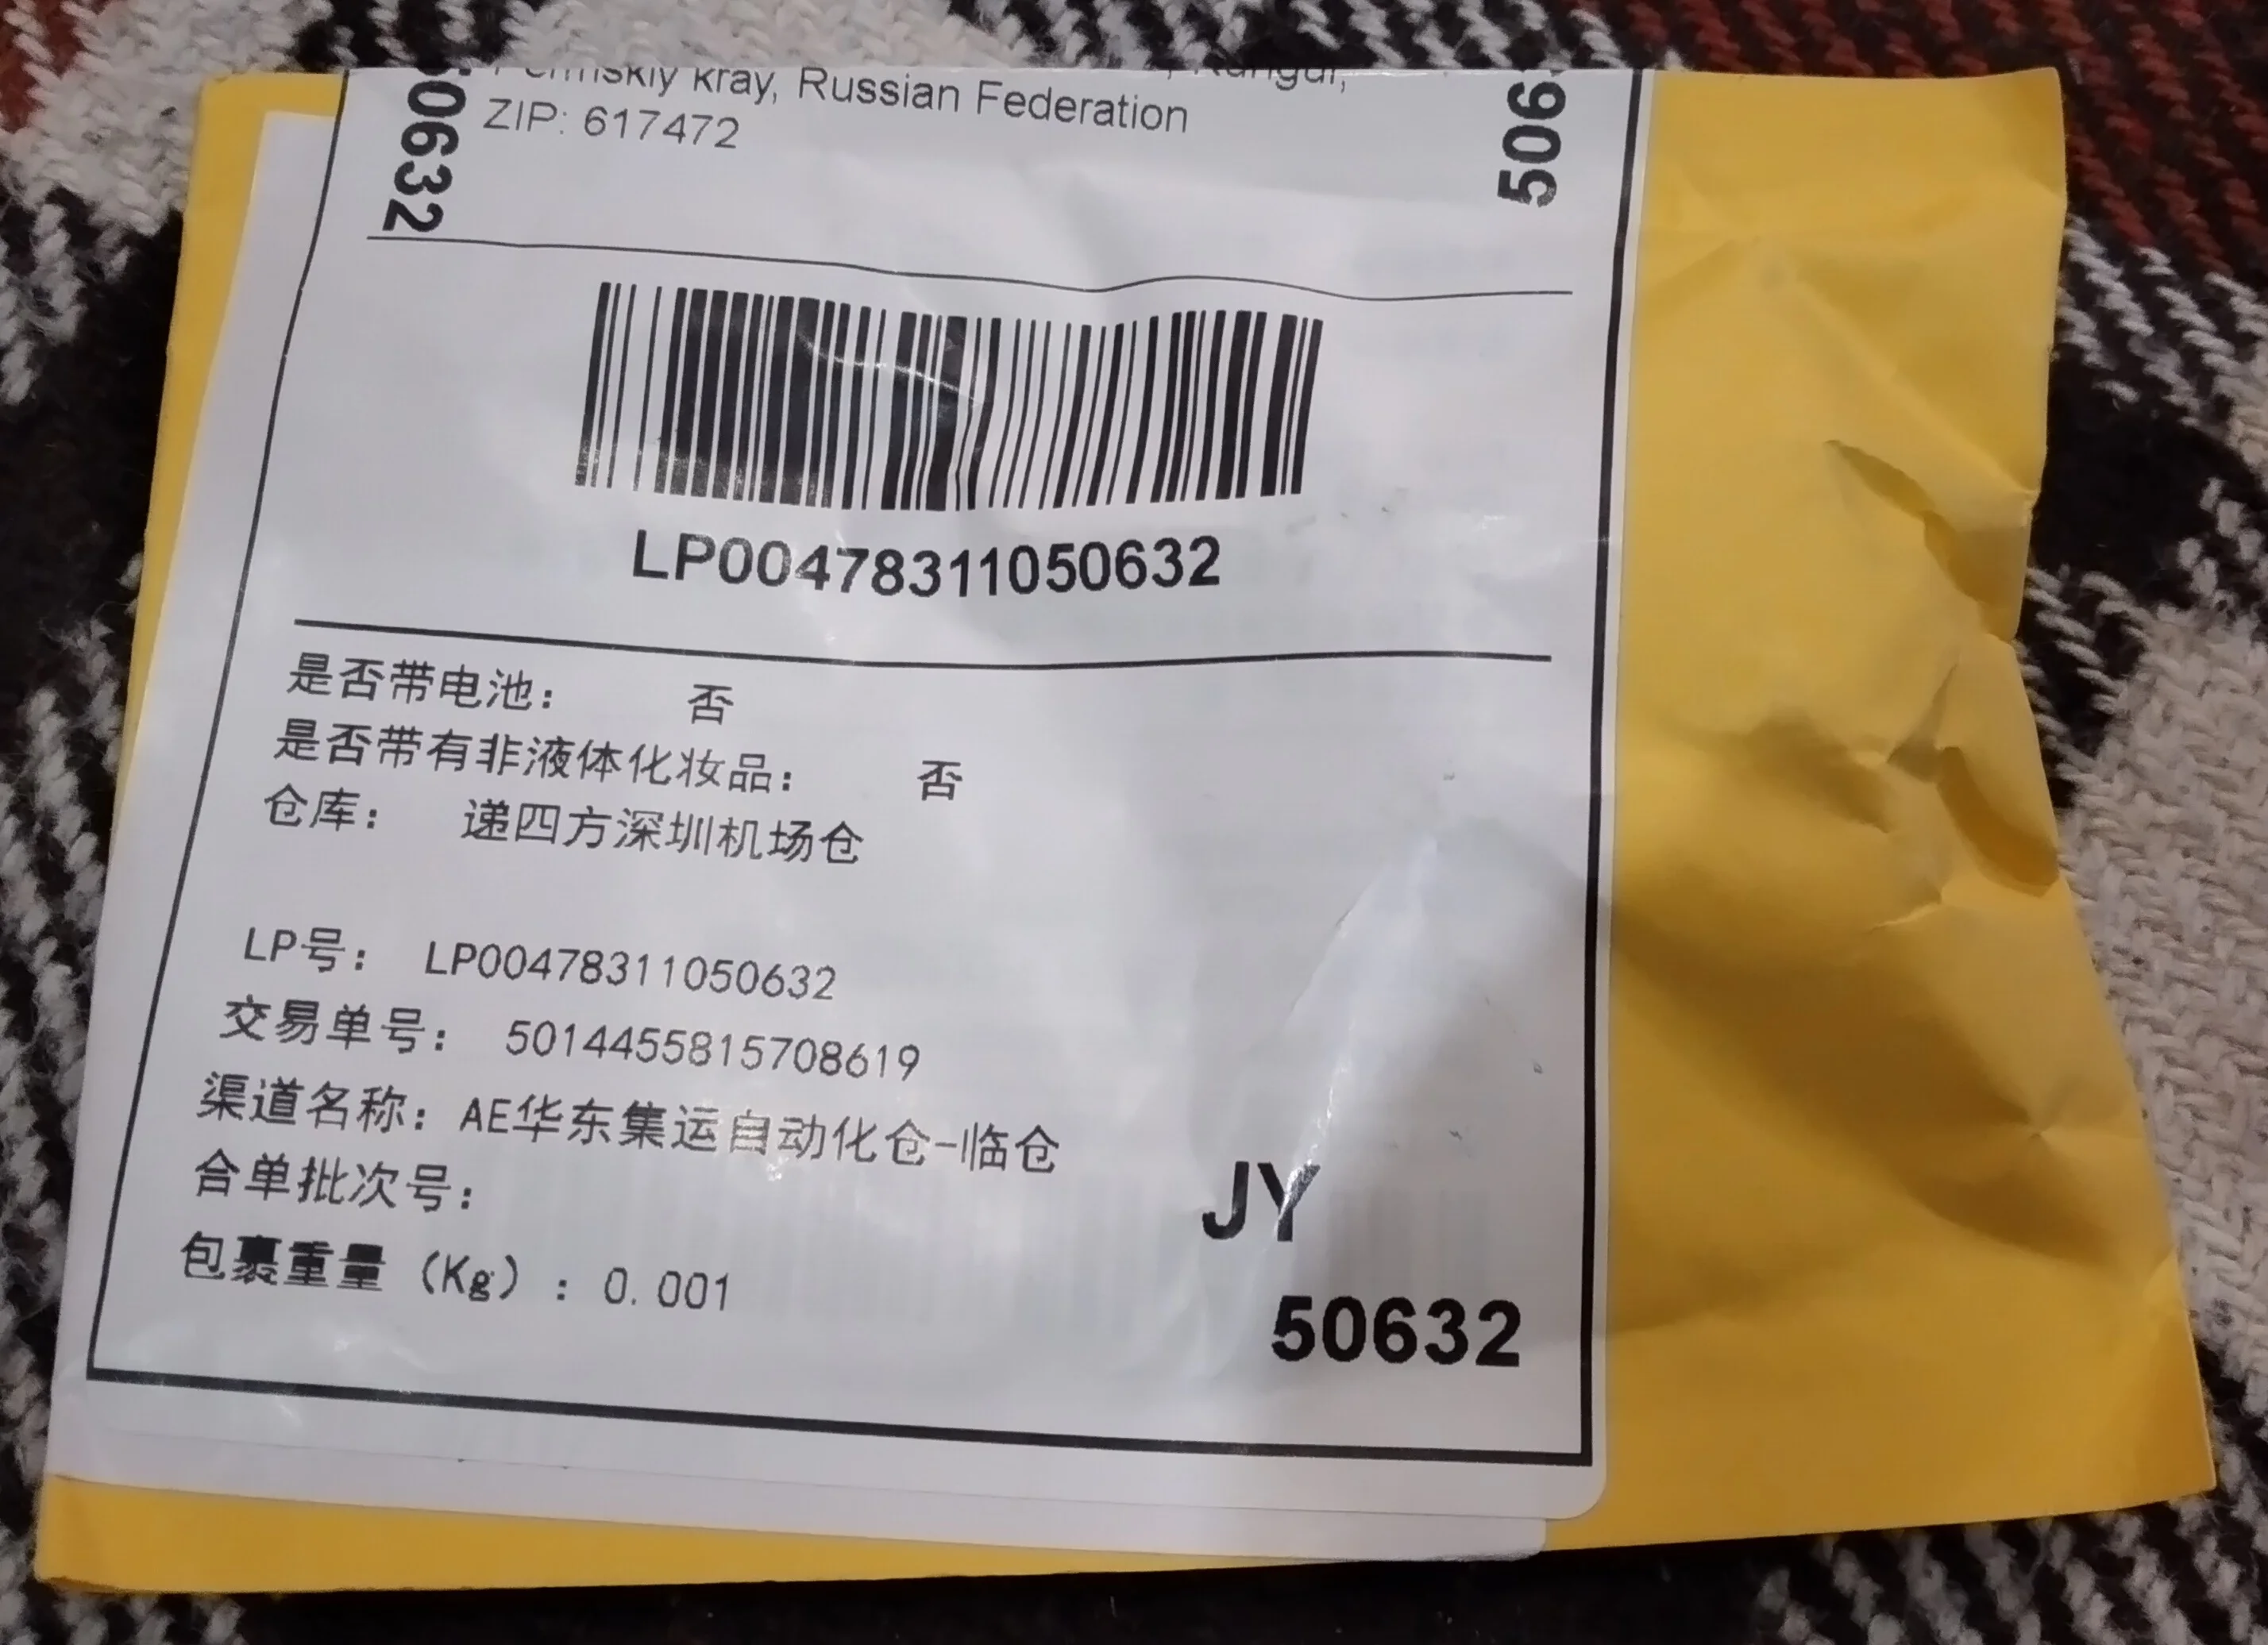 kray, Russian Federation
ZIP: 617472
50632
LP00478311050632
是否带电池： 否
是否带有非液体化妆品： 否
仓库： 递四方深圳机场仓
LP号： LP00478311050632
交易单号： 5014455815708619
渠道名称：AE华东集运自动化仓-临仓
合单批次号：
包裹重量（Kg）：0.001
JY
50632